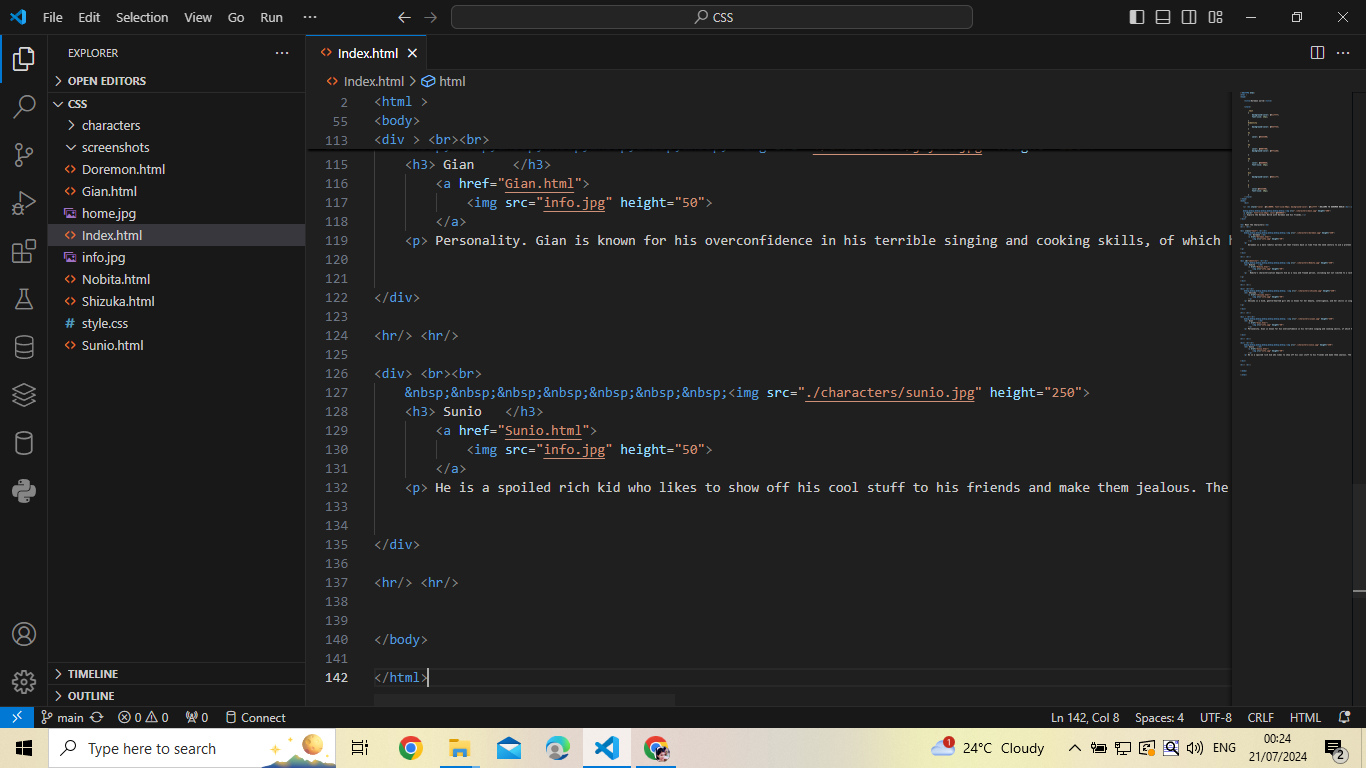 File Edit Selection View Go Run ··· CSS
EXPLORER ···
OPEN EDITORS
CSS
characters
screenshots
Doremon.html
Gian.html
home.jpg
Index.html
info.jpg
Nobita.html
Shizuka.html
# style.css
Sunio.html
TIMELINE
OUTLINE
Index.html
Index.html > html
2 <html >
55 <body>
113 <div > <br><br>
115 <h3> Gian </h3>
116 <a href="Gian.html">
117 <img src="info.jpg" height="50">
118 </a>
119 <p> Personality. Gian is known for his overconfidence in his terrible singing and cooking skills, of which
120
121
122 </div>
123
124 <hr/> <hr/>
125
126 <div> <br><br>
127 &nbsp;&nbsp;&nbsp;&nbsp;&nbsp;&nbsp;&nbsp;<img src="./characters/sunio.jpg" height="250">
128 <h3> Sunio </h3>
129 <a href="Sunio.html">
130 <img src="info.jpg" height="50">
131 </a>
132 <p> He is a spoiled rich kid who likes to show off his cool stuff to his friends and make them jealous. The
133
134
135 </div>
136
137 <hr/> <hr/>
138
139
140 </body>
141
142 </html>
main 0 0 0 Connect Ln 142, Col 8 Spaces: 4 UTF-8 CRLF HTML
Type here to search 1 24°C Cloudy ENG 00:24 21/07/2024 2